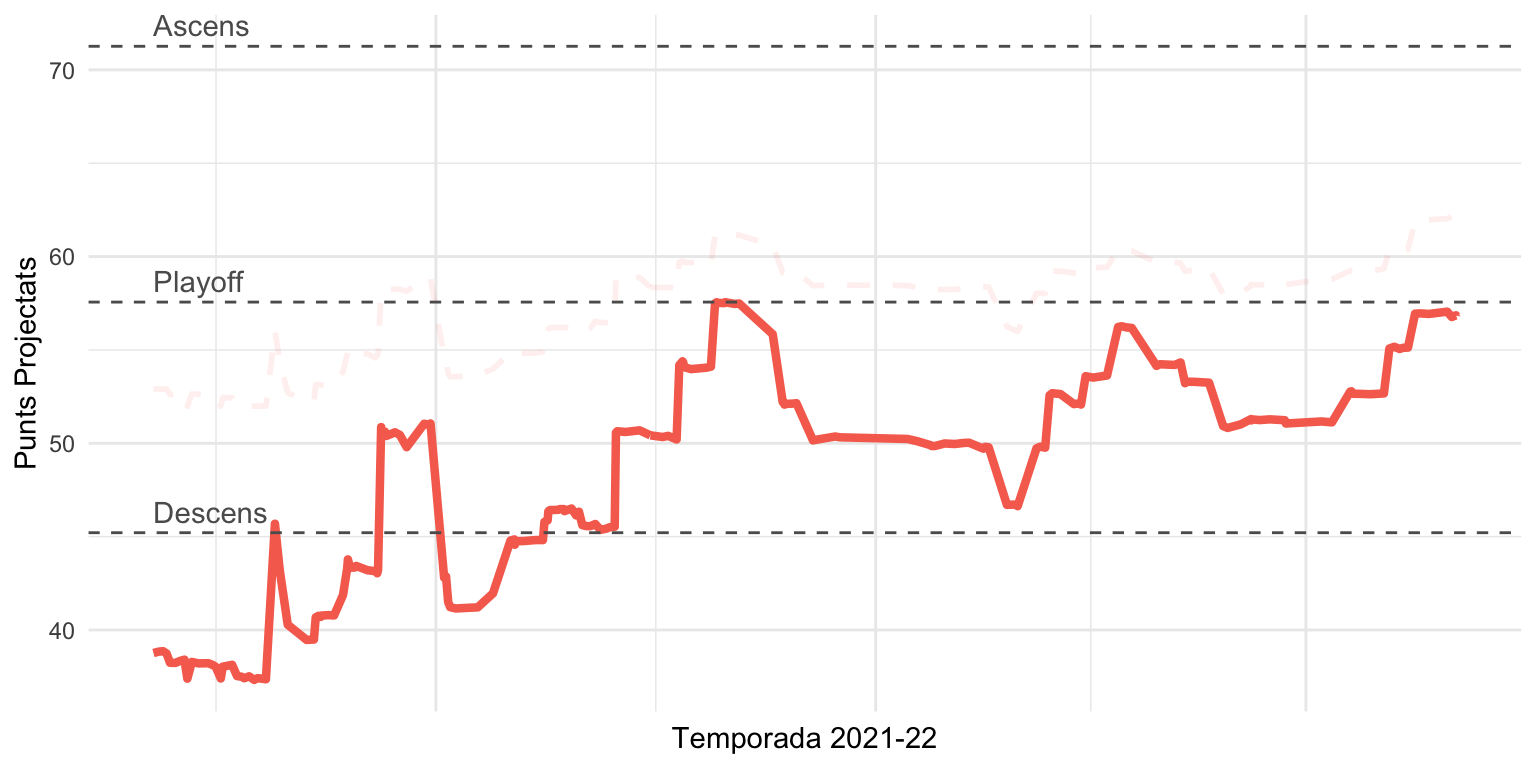 Ascens
70
60
Playoff
50
Descens
40
Punts Projectats
Temporada 2021-22